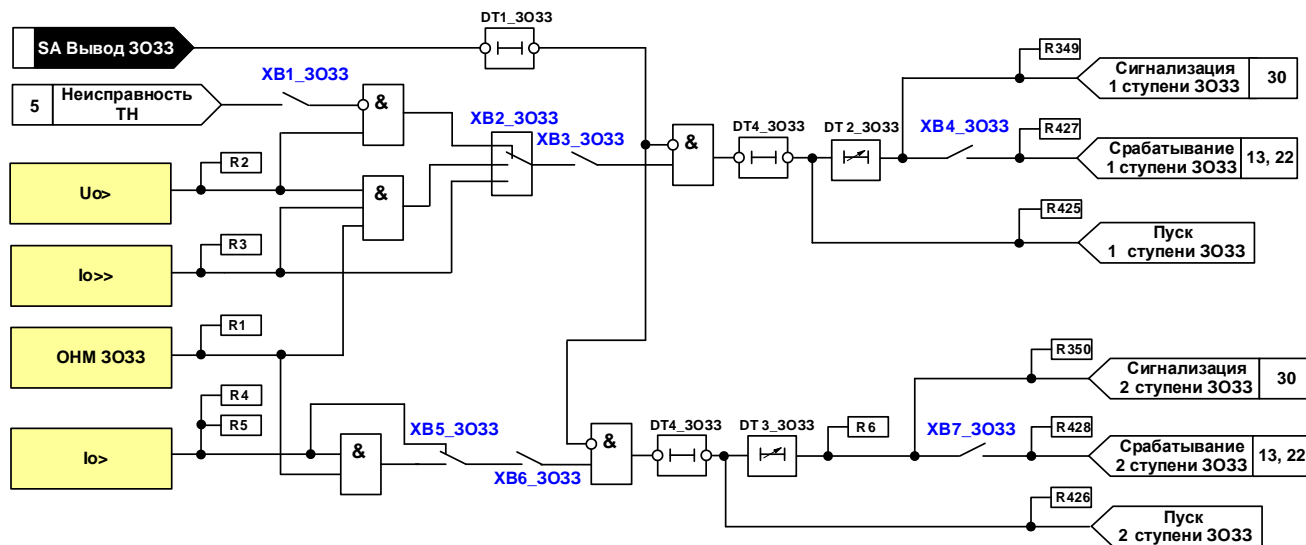 DT1_ЗОЗЗ
SA Вывод ЗОЗЗ
R349
Сигнализация
1 ступени ЗОЗЗ
30
XB1_ЗОЗЗ
5
Неисправность
ТН
&
XB2_ЗОЗЗ
XB3_ЗОЗЗ
&
DT4_ЗОЗЗ
DT 2_ЗОЗЗ
XB4_ЗОЗЗ
R427
Срабатывание
1 ступени ЗОЗЗ
13, 22
R2
Uo>
&
R425
Пуск
1 ступени ЗОЗЗ
R3
Io>>
R1
ОНМ ЗОЗЗ
R350
Сигнализация
2 ступени ЗОЗЗ
30
R4
R5
Io>
&
XB5_ЗОЗЗ
XB6_ЗОЗЗ
&
DT4_ЗОЗЗ
DT 3_ЗОЗЗ
R6
XB7_ЗОЗЗ
R428
Срабатывание
2 ступени ЗОЗЗ
13, 22
R426
Пуск
2 ступени ЗОЗЗ